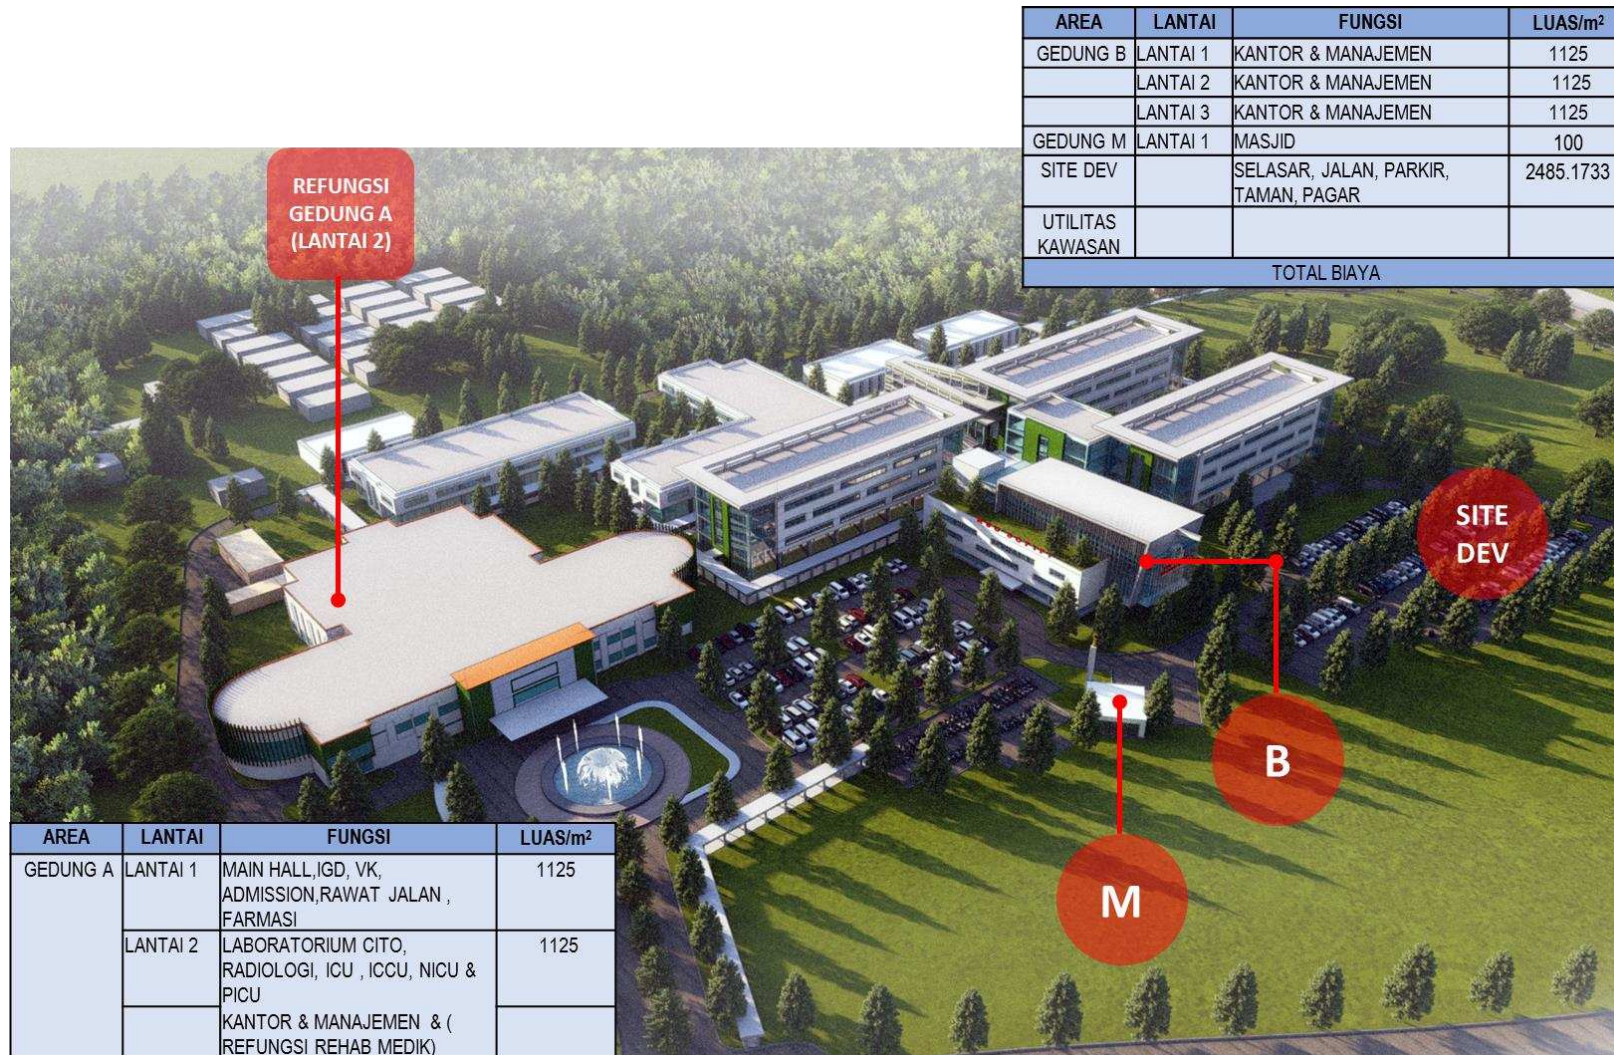 AREA LANTAI FUNGSI LUAS/m²
GEDUNG B LANTAI 1 KANTOR & MANAJEMEN 1125
LANTAI 2 KANTOR & MANAJEMEN 1125
LANTAI 3 KANTOR & MANAJEMEN 1125
GEDUNG M LANTAI 1 MASJID 100
SITE DEV SELASAR, JALAN, PARKIR, 2485.1733
TAMAN, PAGAR
UTILITAS
KAWASAN
TOTAL BIAYA
REFUNGSI
GEDUNG A
(LANTAI 2)
SITE
DEV
B
M
AREA LANTAI FUNGSI LUAS/m²
GEDUNG A LANTAI 1 MAIN HALL,IGD, VK, 1125
ADMISSION,RAWAT JALAN ,
FARMASI
LANTAI 2 LABORATORIUM CITO, 1125
RADIOLOGI, ICU , ICCU, NICU &
PICU
KANTOR & MANAJEMEN & (
REFUNGSI REHAB MEDIK)